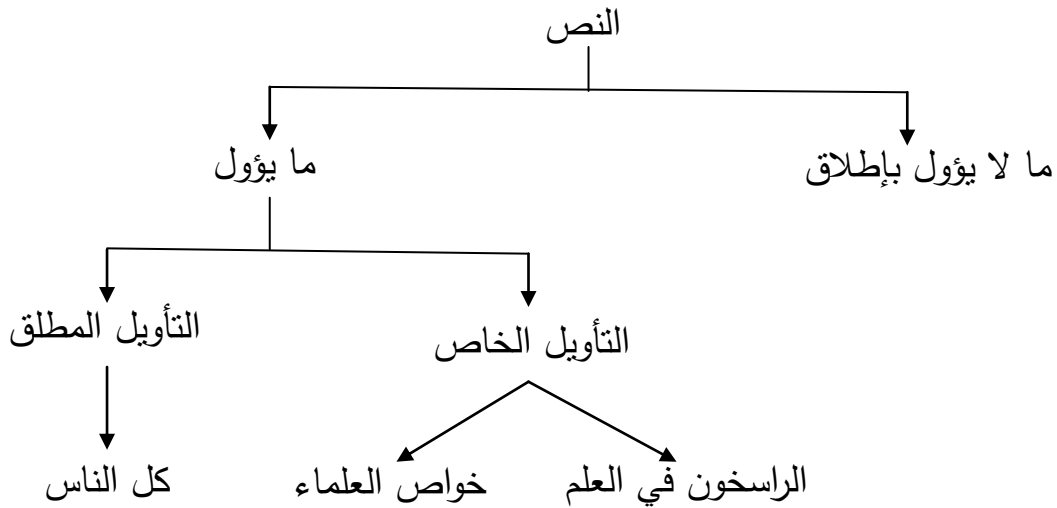 النص
ما لا يؤول بإطلاق
ما يؤول
التأويل الخاص
التأويل المطلق
الراسخون في العلم
خواص العلماء
كل الناس